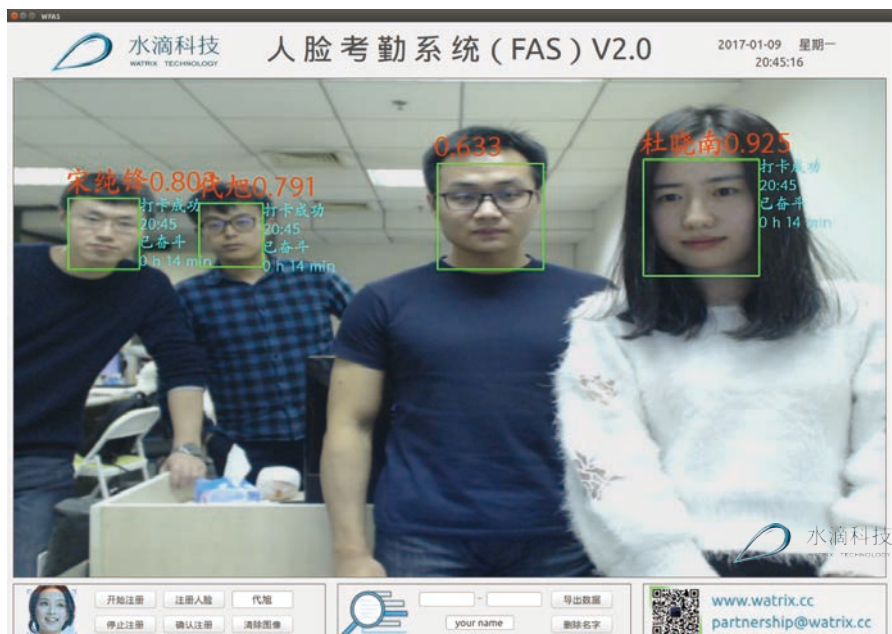 WPAS
水滴科技
WATRIX TECHNOLOGY
人脸考勤系统(FAS)V2.0
2017-01-09 星期一
20:45:16
宋纯锋0.803
代旭0.791
0.633
杜晓南0.925
打卡成功
20:45
已奋斗
0 h 14 min
打卡成功
20:45
已奋斗
0 h 14 min
打卡成功
20:45
已奋斗
0 h 14 min
水滴科技
WATRIX TECHNOLOGY
开始注册
注册人脸
代旭
-
导出数据
www.watrix.cc
停止注册
确认注册
清除图像
your name
删除名字
partnership@watrix.cc